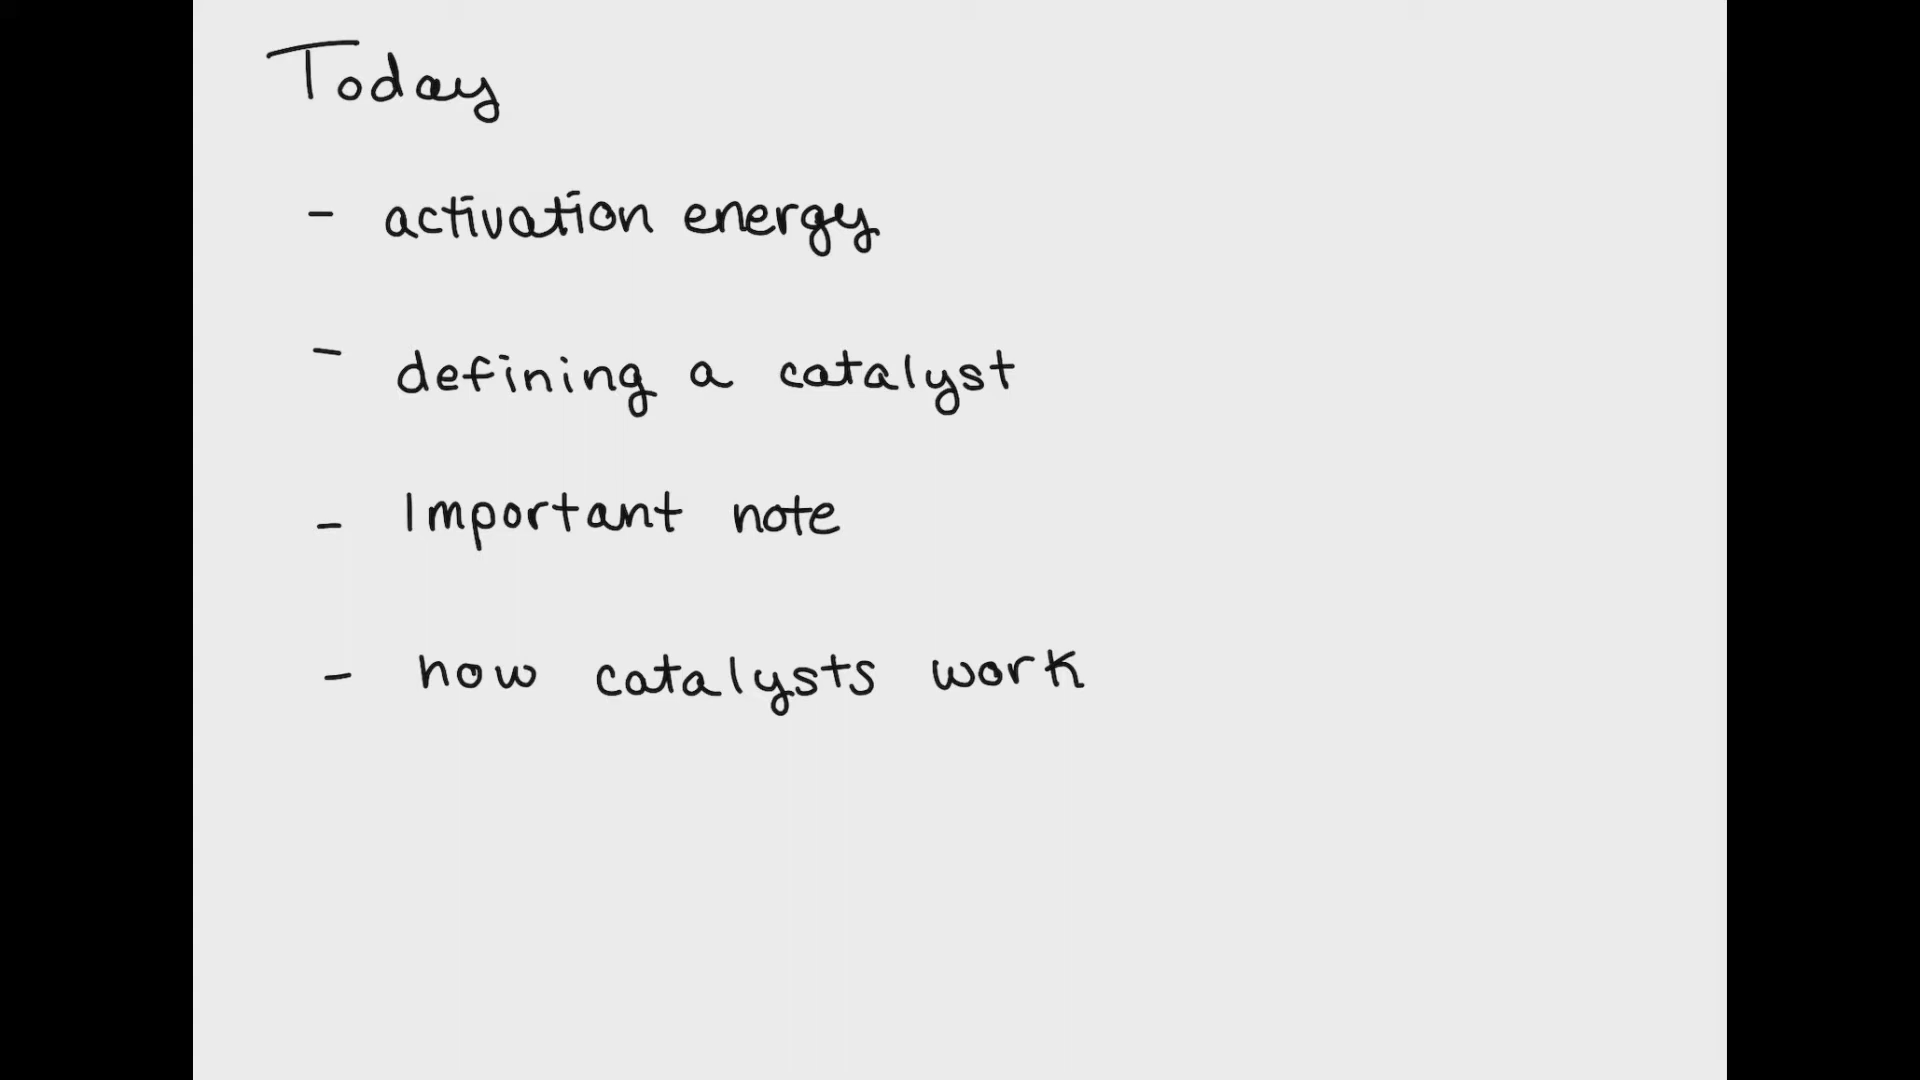 Today
- activation energy
- defining a catalyst
- Important note
- how catalysts work